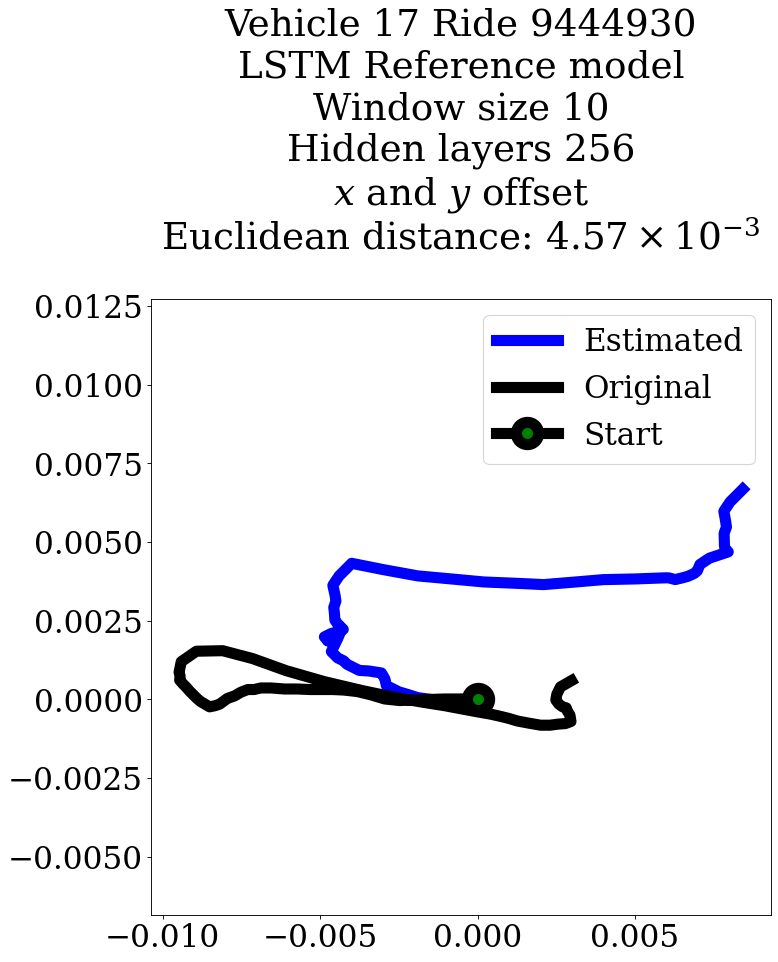 Vehicle 17 Ride 9444930
LSTM Reference model
Window size 10
Hidden layers 256
x and y offset
Euclidean distance: 4.57 × 10⁻³
0.0125
0.0100
0.0075
0.0050
0.0025
0.0000
−0.0025
−0.0050
Estimated
Original
Start
−0.010 −0.005 0.000 0.005